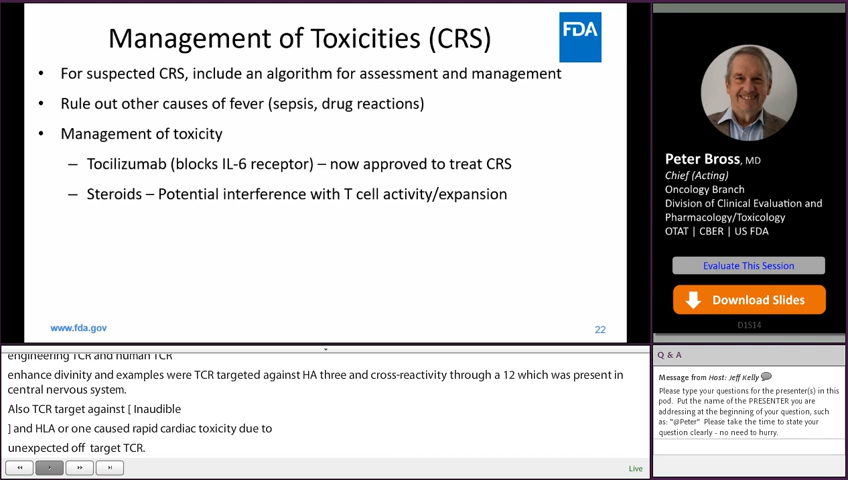 Management of Toxicities (CRS)
FDA
• For suspected CRS, include an algorithm for assessment and management
• Rule out other causes of fever (sepsis, drug reactions)
• Management of toxicity
– Tocilizumab (blocks IL-6 receptor) – now approved to treat CRS
– Steroids – Potential interference with T cell activity/expansion
www.fda.gov
22
Peter Bross, MD
Chief (Acting)
Oncology Branch
Division of Clinical Evaluation and
Pharmacology/Toxicology
OTAT | CBER | US FDA
Evaluate This Session
Download Slides
D1S14
engineering TCR and human TCR
enhance divinity and examples were TCR targeted against HA three and cross-reactivity through a 12 which was present in
central nervous system.
Also TCR target against [ Inaudible
] and HLA or one caused rapid cardiac toxicity due to
unexpected off target TCR.
Live
Q & A
Message from Host: Jeff Kelly
Please type your questions for the presenter(s) in this
pod. Put the name of the PRESENTER you are
addressing at the beginning of your question, such
as: "@Peter" Please take the time to state your
question clearly - no need to hurry.